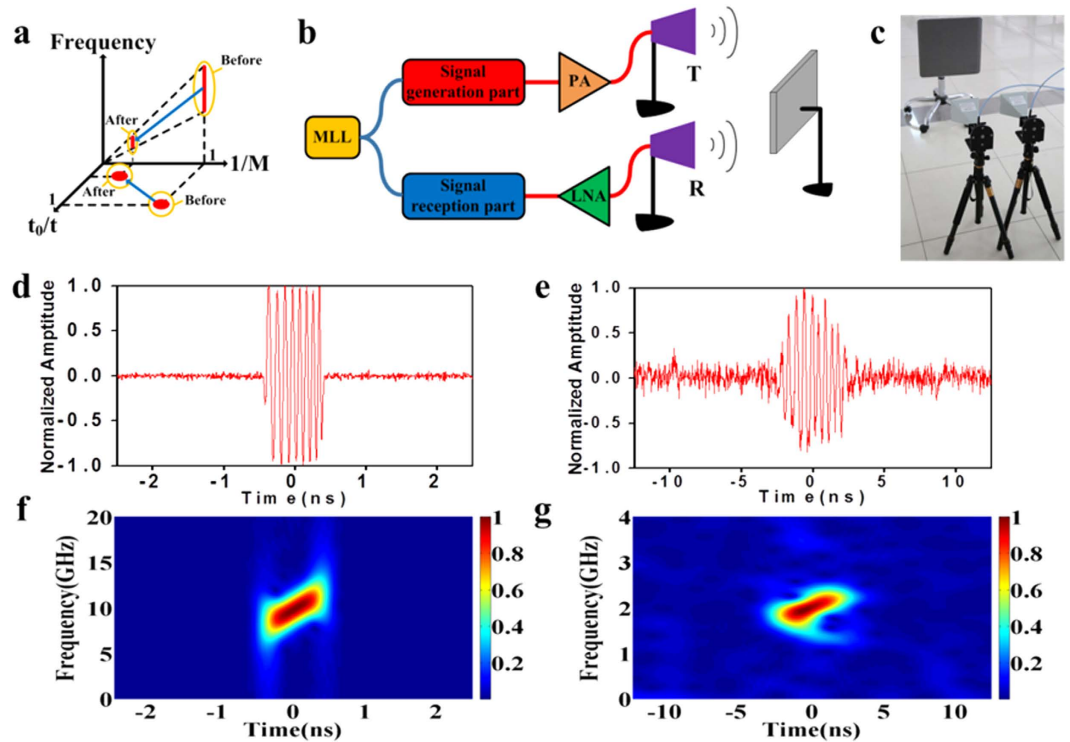 a
Frequency
Before
After
1
1/M
After
Before
1
t₀/t
b
MLL
Signal
generation part
PA
T
Signal
reception part
LNA
R
c
d
Normalized Amptitude
1.0
0.5
0.0
-0.5
-1.0
-2 -1 0 1 2
Time(ns)
e
Normalized Amptitude
1.0
0.5
0.0
-0.5
-1.0
-10 -5 0 5 10
Time(ns)
f
Frequency(GHz)
20
15
10
5
0
-2 -1 0 1 2
Time(ns)
1
0.8
0.6
0.4
0.2
g
Frequency(GHz)
4
3
2
1
0
-10 -5 0 5 10
Time(ns)
1
0.8
0.6
0.4
0.2